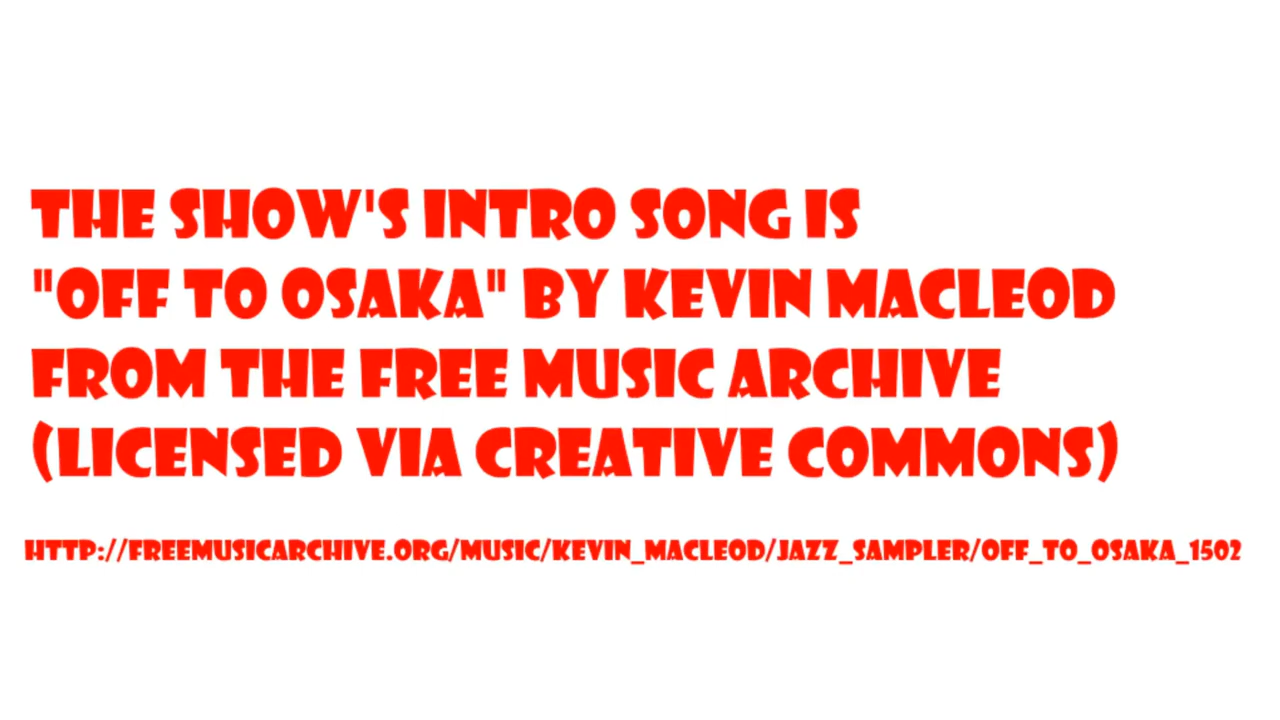 THE SHOW'S INTRO SONG IS
"OFF TO OSAKA" BY KEVIN MACLEOD
FROM THE FREE MUSIC ARCHIVE
(LICENSED VIA CREATIVE COMMONS)
HTTP://FREEMUSICARCHIVE.ORG/MUSIC/KEVIN_MACLEOD/JAZZ_SAMPLER/OFF_TO_OSAKA_1502